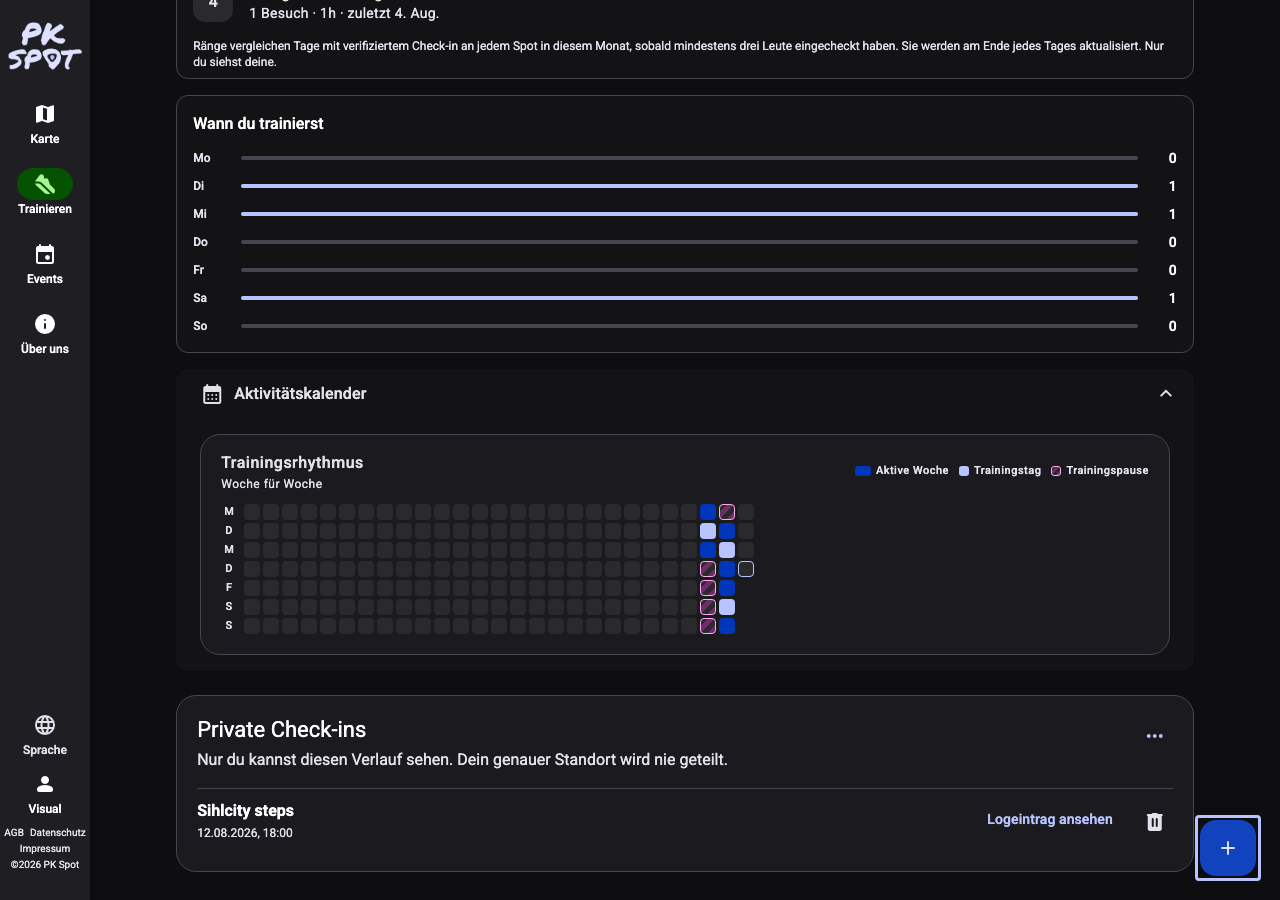 PK
SPOT
Karte
Trainieren
Events
Über uns
Sprache
Visual
AGB Datenschutz
Impressum
©2026 PK Spot
4
1 Besuch · 1h · zuletzt 4. Aug.
Ränge vergleichen Tage mit verifiziertem Check-in an jedem Spot in diesem Monat, sobald mindestens drei Leute eingecheckt haben. Sie werden am Ende jedes Tages aktualisiert. Nur
du siehst deine.
Wann du trainierst
Mo 0
Di 1
Mi 1
Do 0
Fr 0
Sa 1
So 0
Aktivitätskalender
Trainingsrhythmus
Woche für Woche
Aktive Woche Trainingstag Trainingspause
M
D
M
D
F
S
S
Private Check-ins
Nur du kannst diesen Verlauf sehen. Dein genauer Standort wird nie geteilt.
Sihlcity steps
12.08.2026, 18:00
Logeintrag ansehen